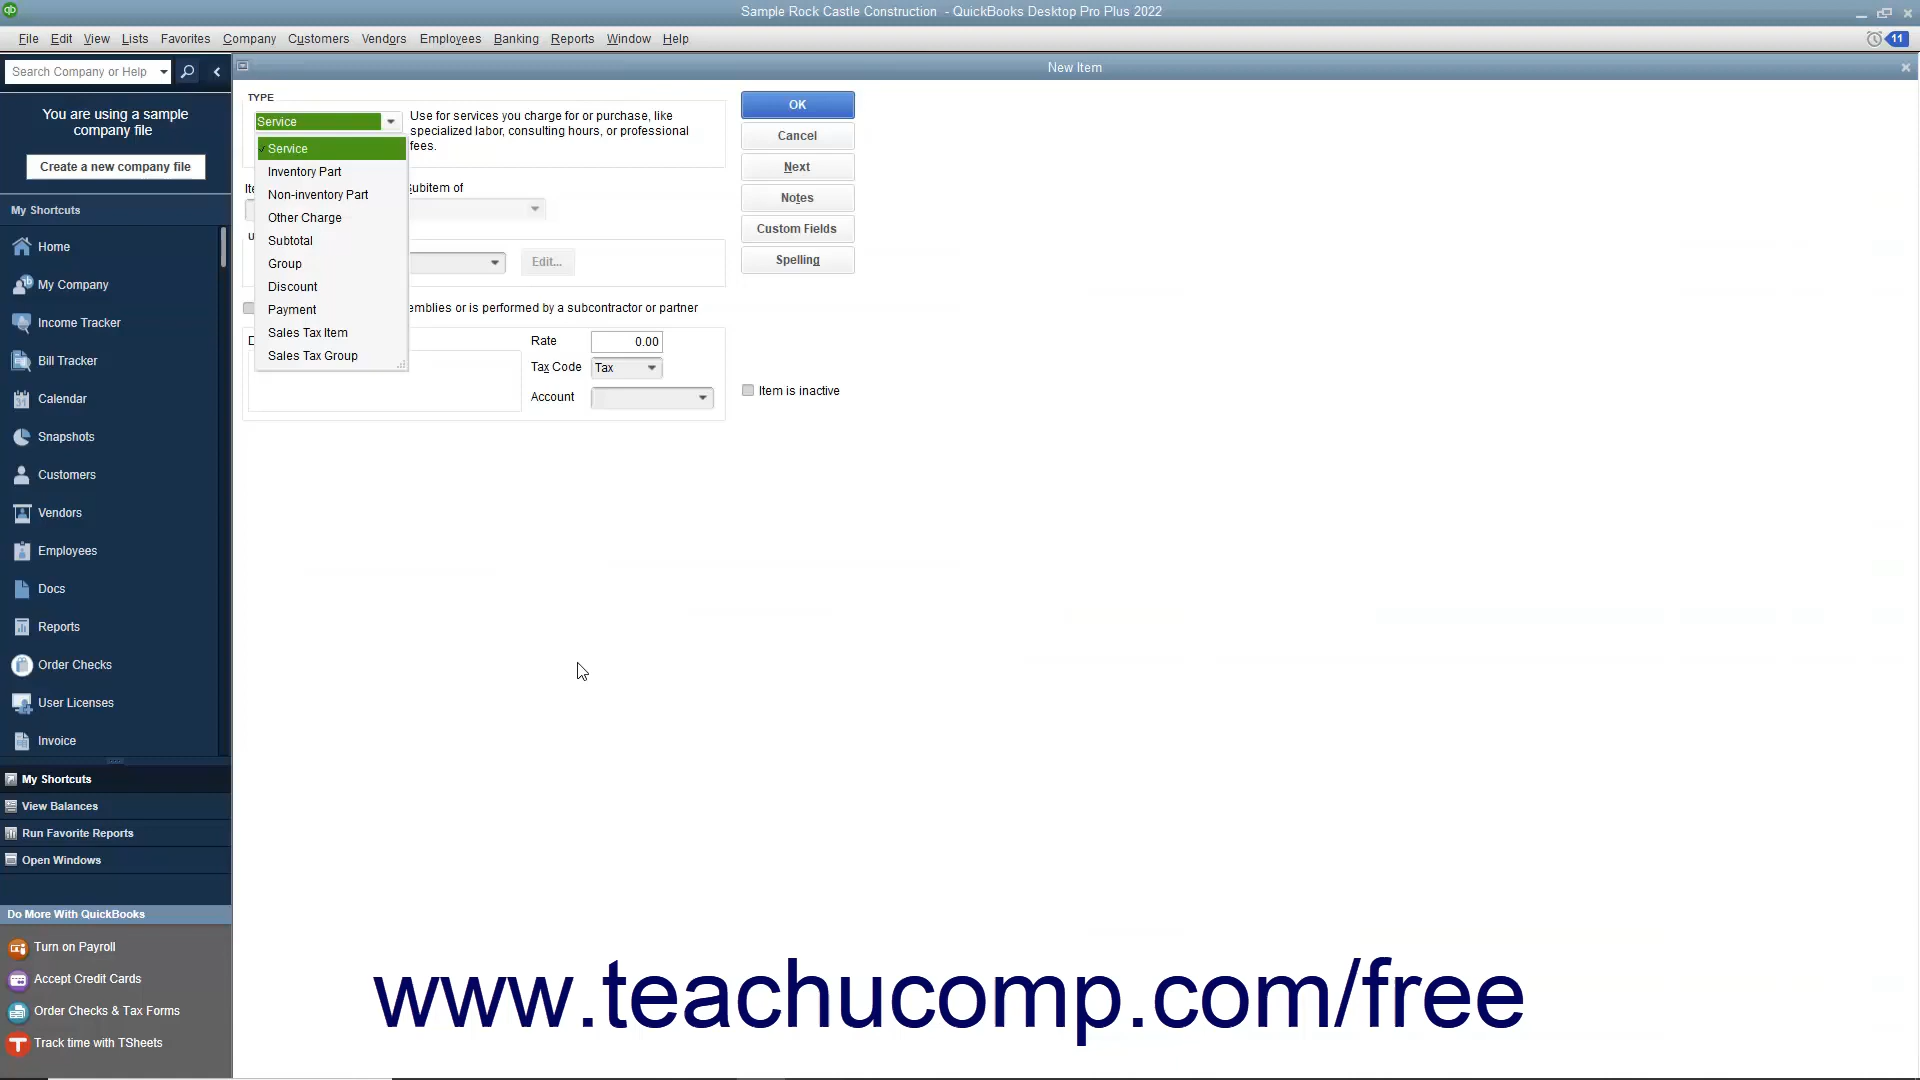 Sample Rock Castle Construction - QuickBooks Desktop Pro Plus 2022
File Edit View Lists Favorites Company Customers Vendors Employees Banking Reports Window Help
11
Search Company or Help
New Item
You are using a sample
company file
Create a new company file
My Shortcuts
Home
My Company
Income Tracker
Bill Tracker
Calendar
Snapshots
Customers
Vendors
Employees
Docs
Reports
Order Checks
User Licenses
Invoice
My Shortcuts
View Balances
Run Favorite Reports
Open Windows
Do More With QuickBooks
Turn on Payroll
Accept Credit Cards
Order Checks & Tax Forms
Track time with TSheets
TYPE
Service
Use for services you charge for or purchase, like
specialized labor, consulting hours, or professional
fees.
Service
Inventory Part
Non-inventory Part
Other Charge
Subtotal
Group
Discount
Payment
Sales Tax Item
Sales Tax Group
ubitem of
Edit...
emblies or is performed by a subcontractor or partner
Rate 0.00
Tax Code Tax
Account
OK
Cancel
Next
Notes
Custom Fields
Spelling
Item is inactive
www.teachucomp.com/free